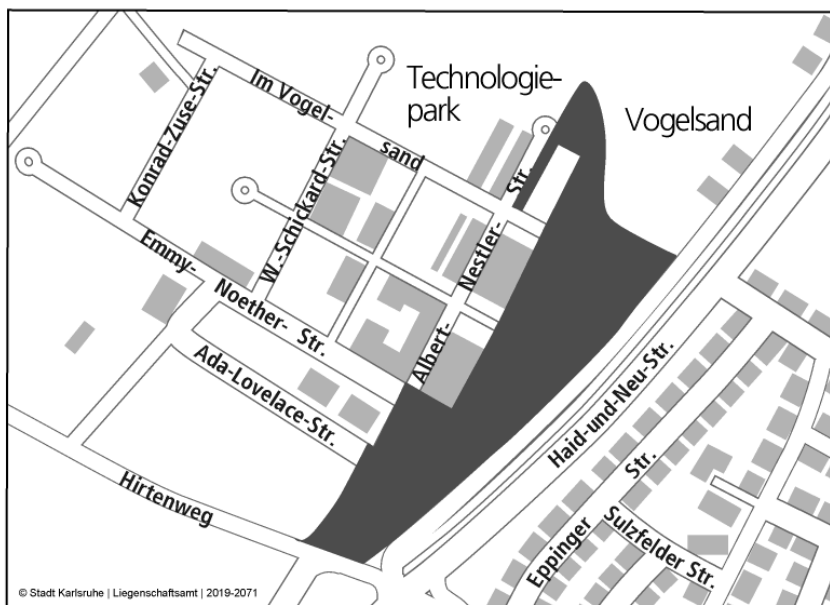 Technologie-
park
Vogelsand
Im Vogel-
sand
Konrad-Zuse-Str.
W.-Schickard-Str.
Albert-
Nestler-
Str.
Emmy-
Noether-
Str.
Ada-Lovelace-Str.
Hirtenweg
Haid-und-Neu-Str.
Eppinger
Str.
Sulzfelder Str.
© Stadt Karlsruhe | Liegenschaftsamt | 2019-2071